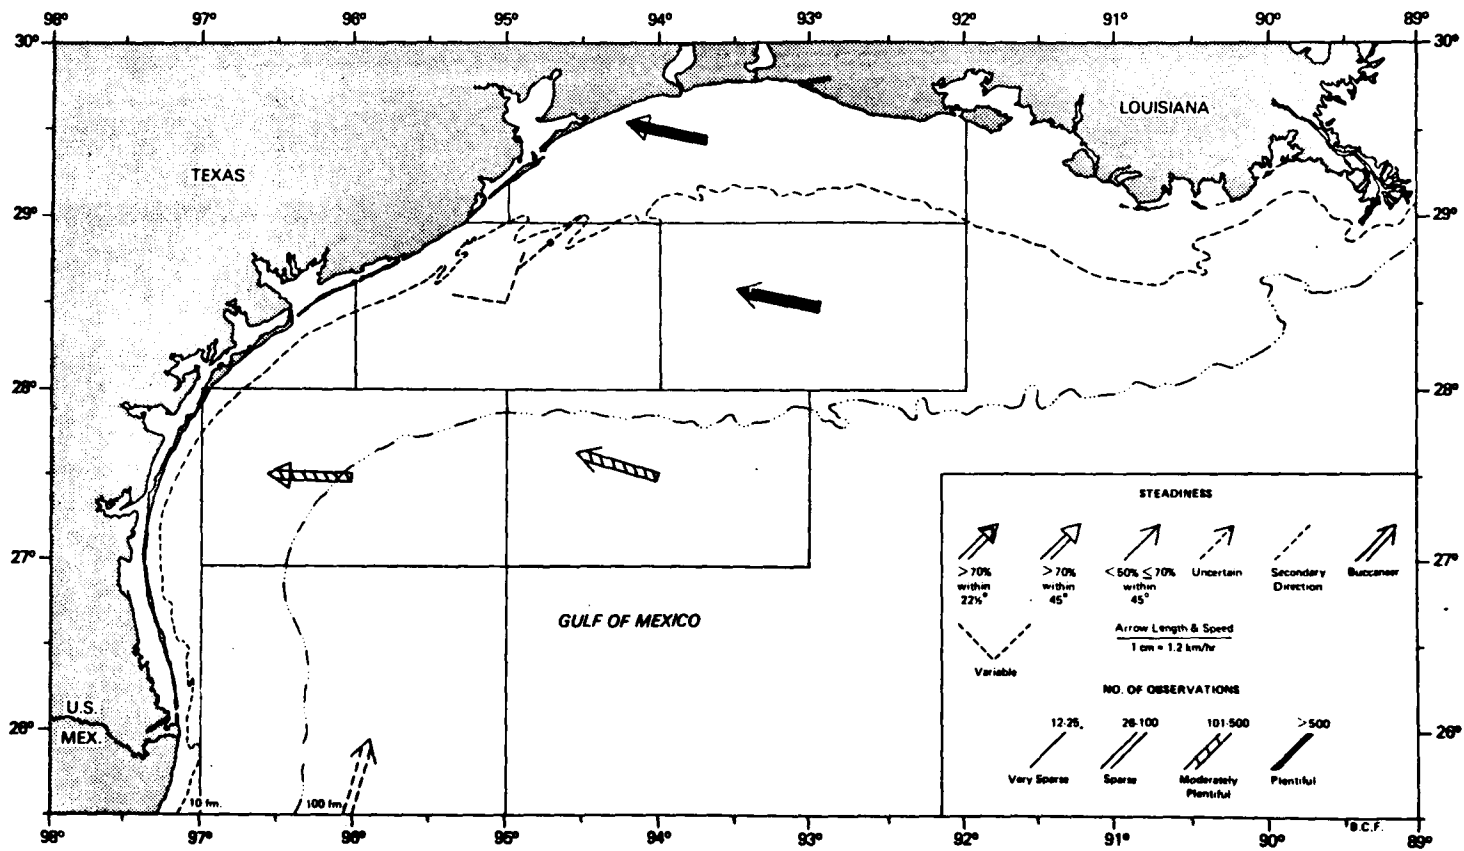 98° 97° 96° 95° 94° 93° 92° 91° 90° 89°
30° 30°
LOUISIANA
TEXAS
29° 29°
28° 28°
STEADINESS
>70% within 22½°
>70% within 45°
<50% ≤70% within 45°
Uncertain
Secondary Direction
Buccaneer
27° 27°
GULF OF MEXICO
Variable
Arrow Length & Speed
1 cm = 1.2 km/hr
NO. OF OBSERVATIONS
U.S.
MEX.
26° 26°
12-25 26-100 101-500 >500
Very Sparse
Sparse
Moderately Plentiful
Plentiful
10 fm. 100 fm.
B.C.F.
98° 97° 96° 95° 94° 93° 92° 91° 90° 89°